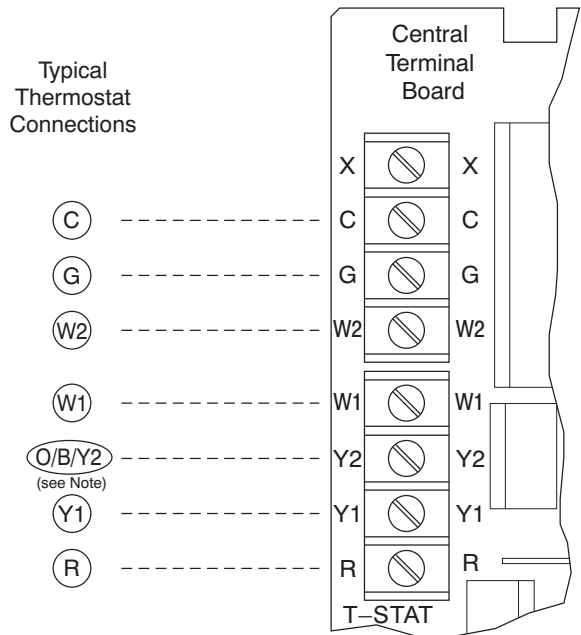 Typical
Thermostat
Connections
Central
Terminal
Board
X X
C C C
G G G
W2 W2 W2
W1 W1 W1
O/B/Y2 Y2 Y2
(see Note)
Y1 Y1 Y1
R R R
T–STAT